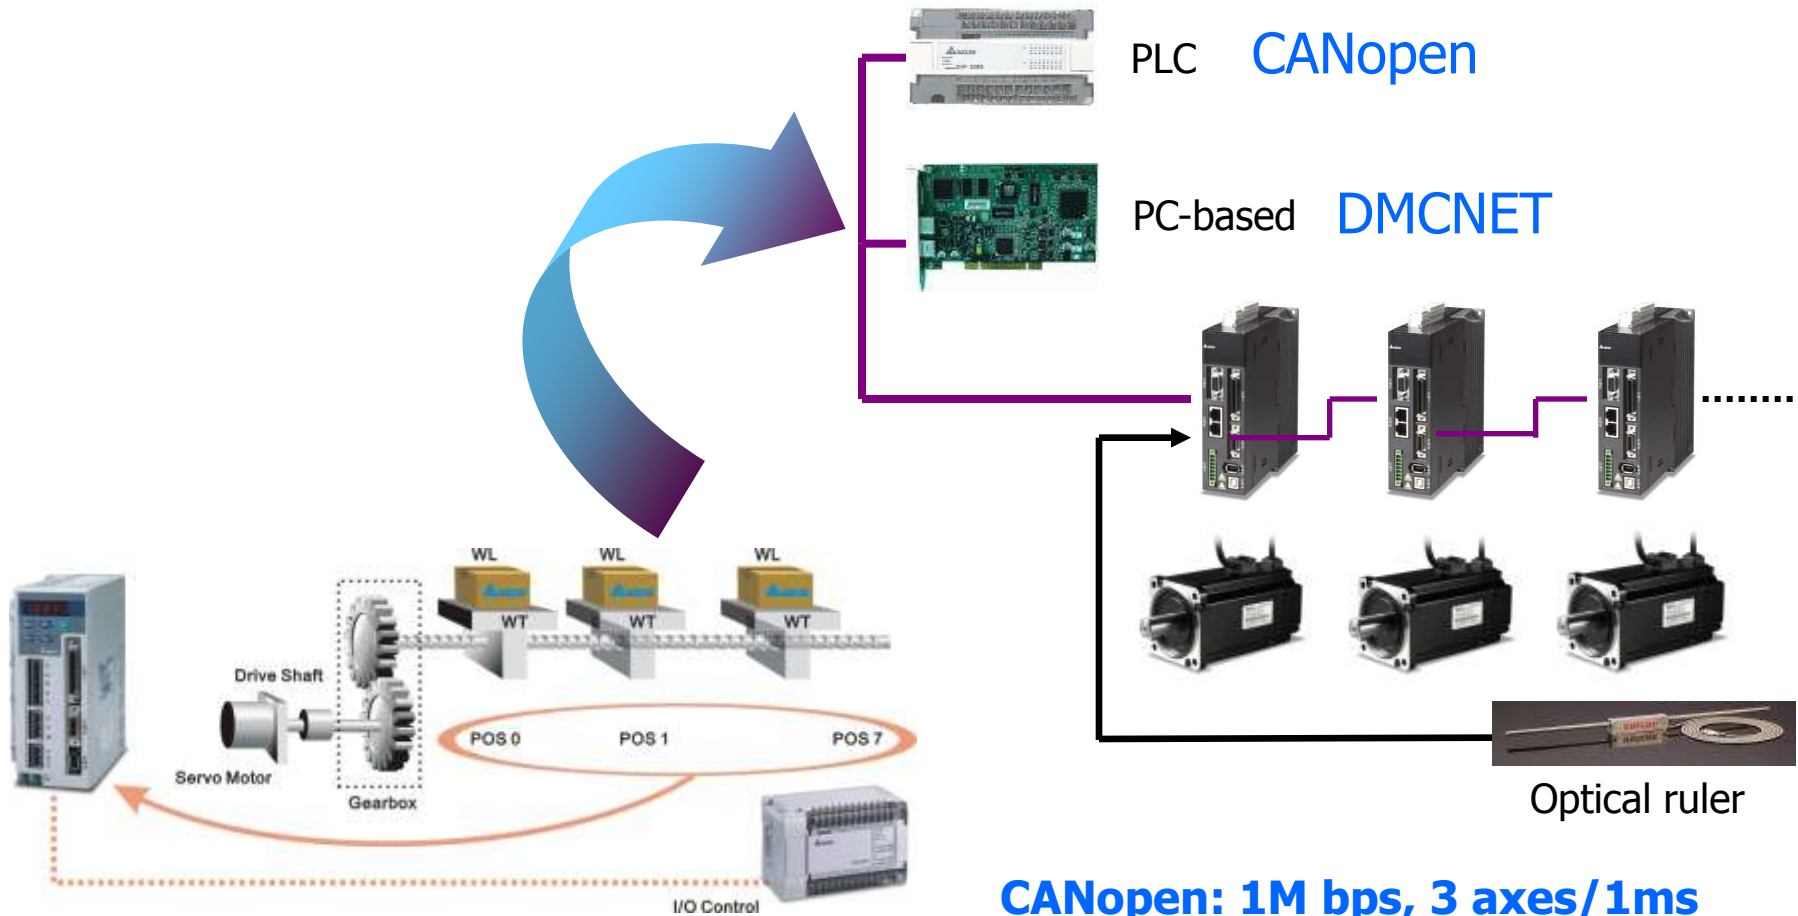 PLC CANopen
PC-based DMCNET
WL WL WL
WT WT WT
Drive Shaft
Servo Motor
Gearbox
POS 0 POS 1 POS 7
I/O Control
Optical ruler
CANopen: 1M bps, 3 axes/1ms